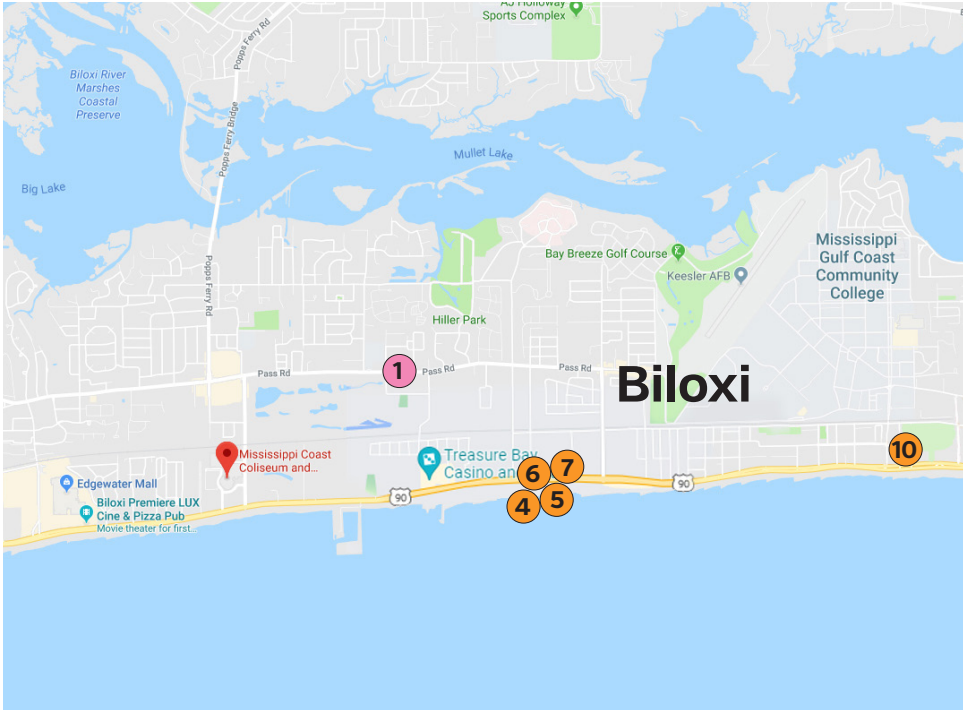 AJ Holloway
Sports Complex
Popps Ferry Rd
Biloxi River
Marshes
Coastal
Preserve
Popps Ferry Bridge
Mullet Lake
Big Lake
Mississippi
Gulf Coast
Community
College
Bay Breeze Golf Course
Keesler AFB
Popps Ferry Rd
Hiller Park
Pass Rd
1
Pass Rd
Pass Rd
Biloxi
10
Mississippi Coast
Coliseum and...
Treasure Bay
Casino and
6
7
Edgewater Mall
90
90
4
5
Biloxi Premiere LUX
Cine & Pizza Pub
Movie theater for first...